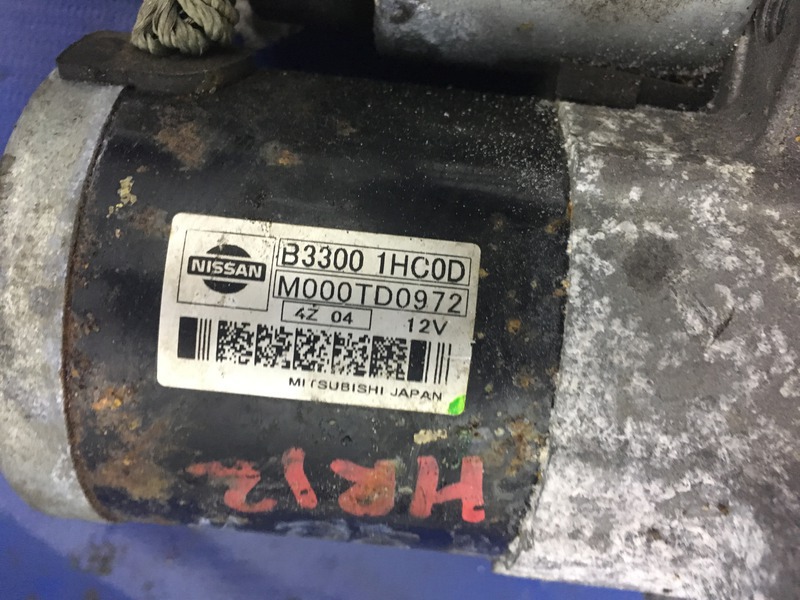 NISSAN
B3300 1HC0D
M000TD0972
4Z 04 12V
MITSUBISHI JAPAN
HR12